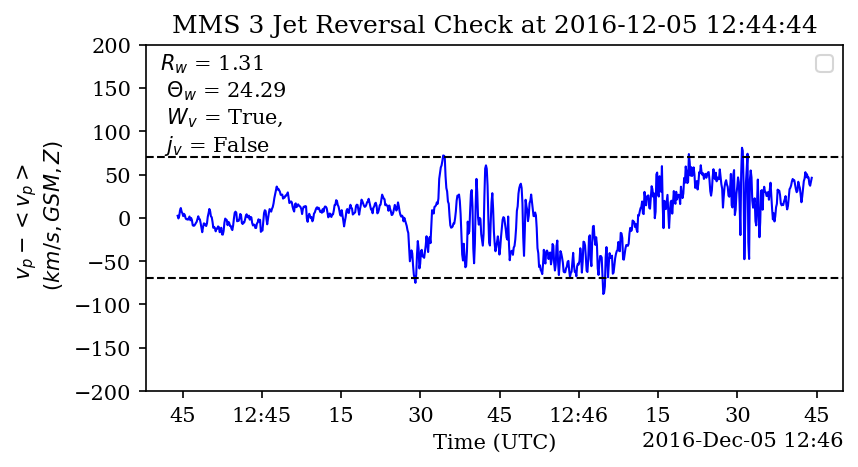 MMS 3 Jet Reversal Check at 2016-12-05 12:44:44
v_p − < v_p >
(km/s, GSM, Z)
200
150
100
50
0
−50
−100
−150
−200
R_w = 1.31
Θ_w = 24.29
W_v = True,
j_v = False
45 12:45 15 30 45 12:46 15 30 45
Time (UTC)
2016-Dec-05 12:46